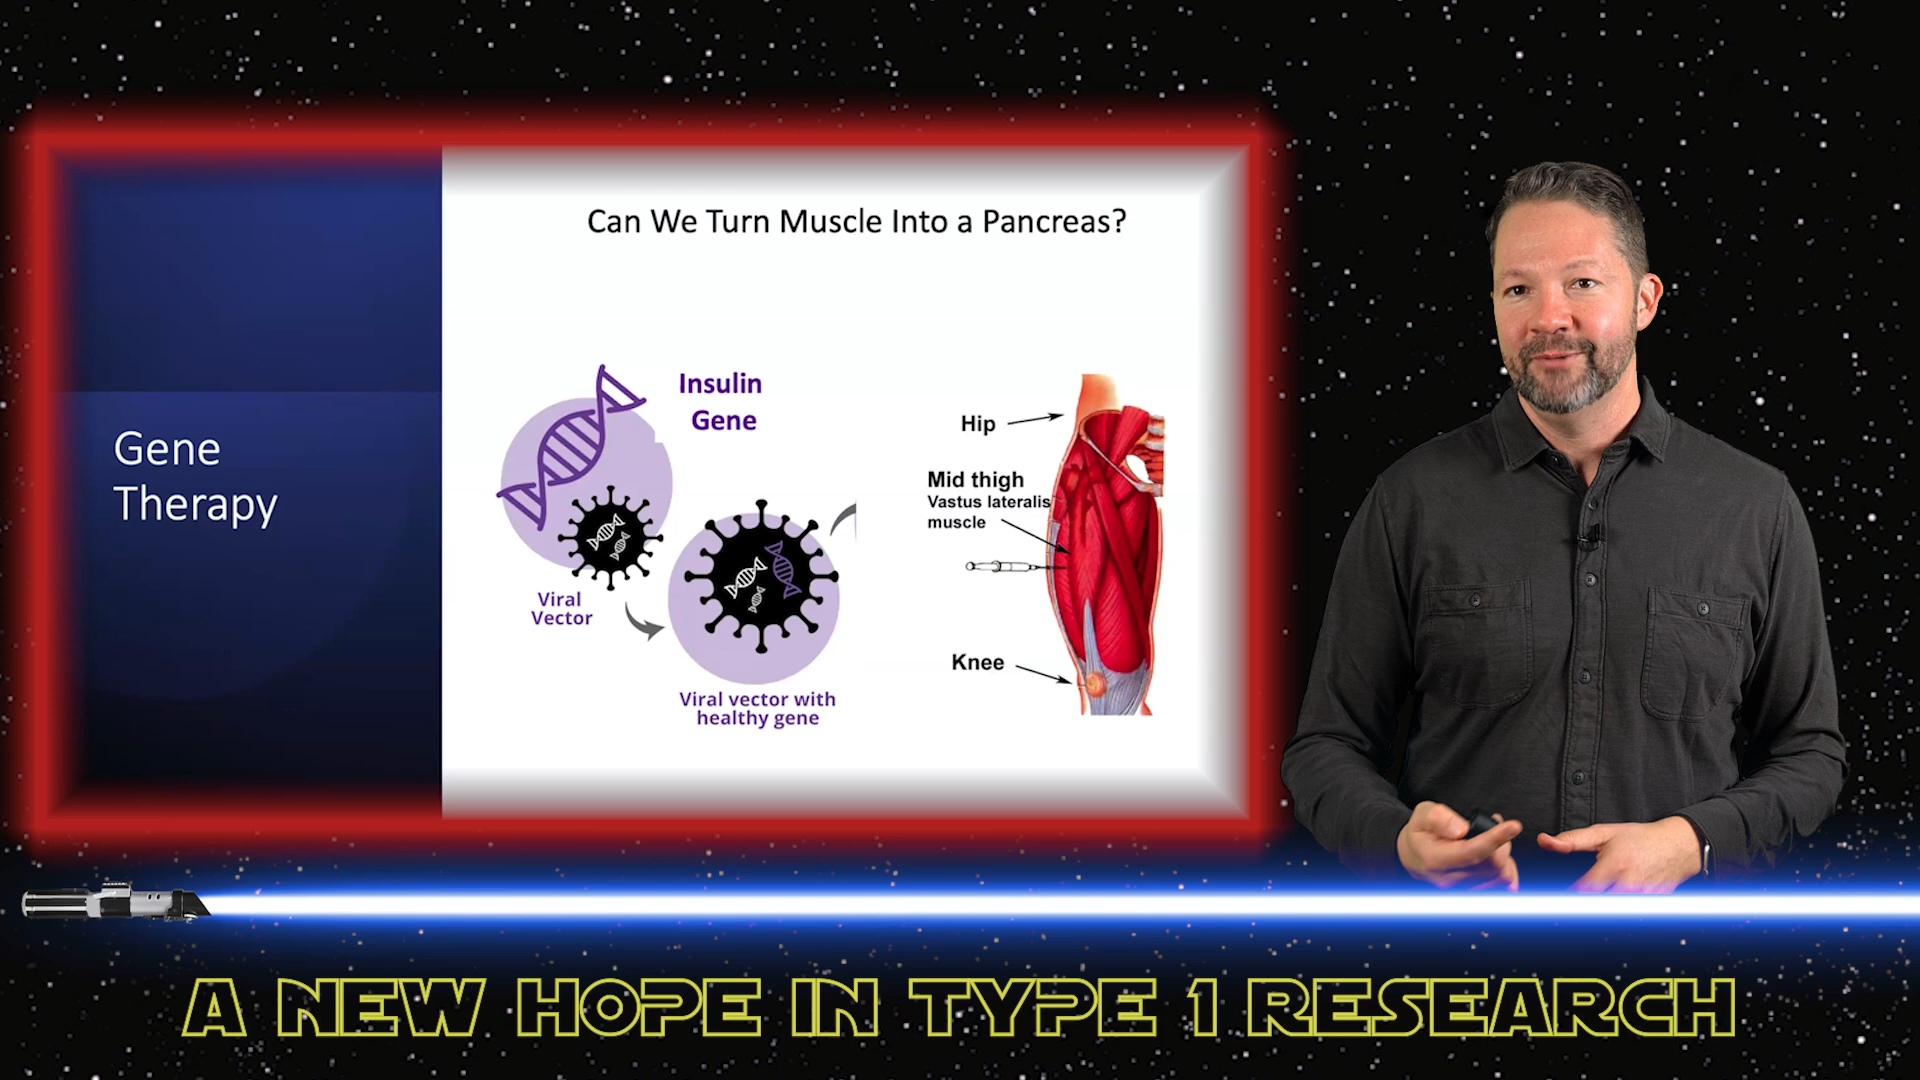 Can We Turn Muscle Into a Pancreas?
Gene
Therapy
Insulin
Gene
Viral
Vector
Viral vector with
healthy gene
Hip
Mid thigh
Vastus lateralis
muscle
Knee
A NEW HOPE IN TYPE 1 RESEARCH